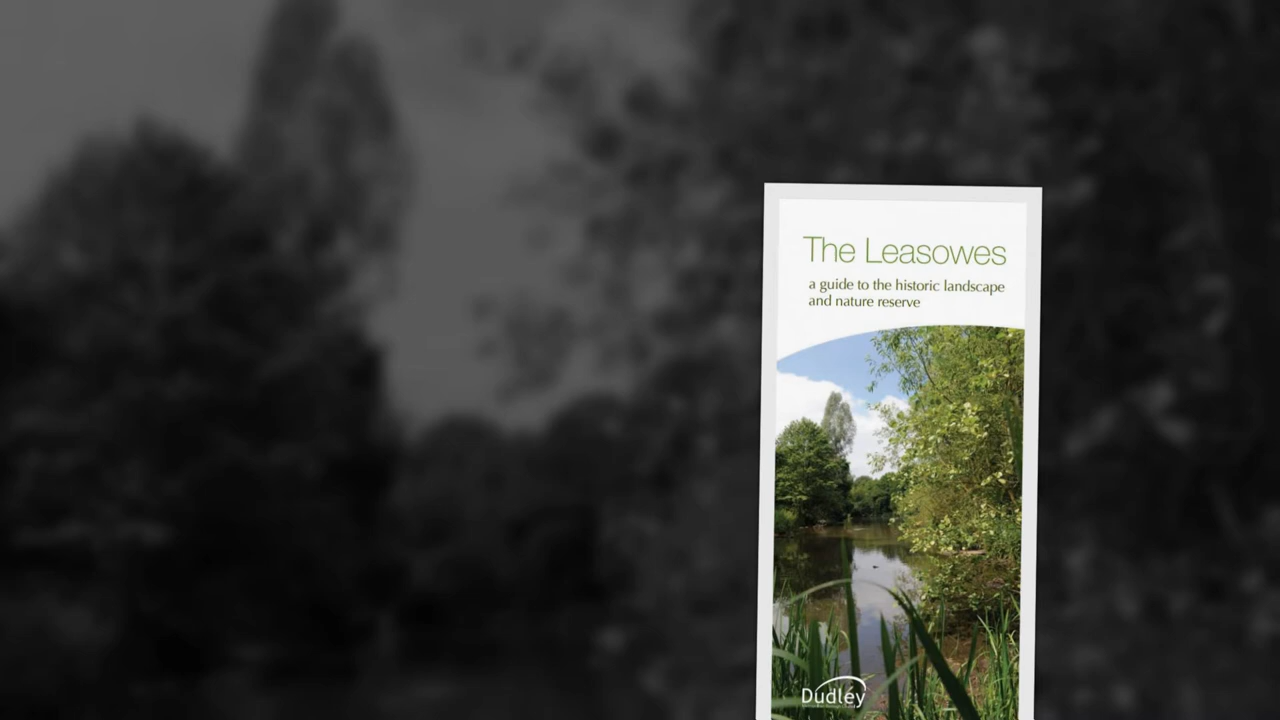 The Leasowes
a guide to the historic landscape
and nature reserve
Dudley